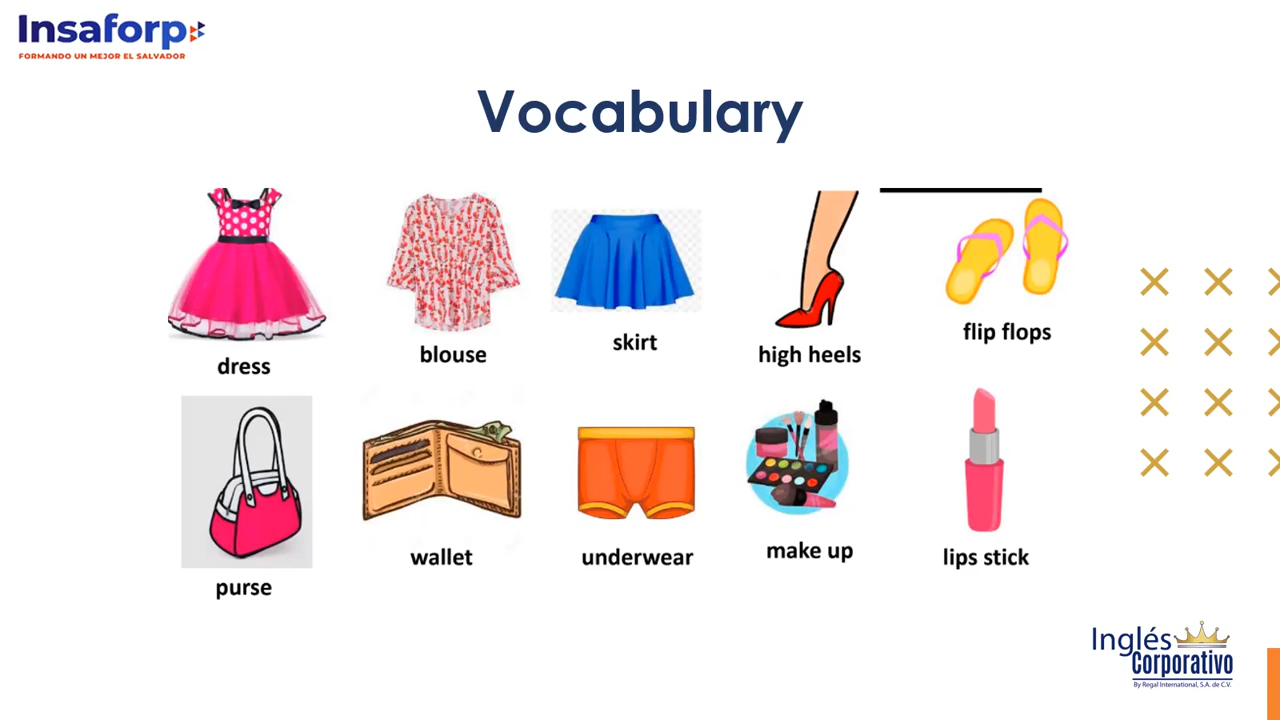 Insaforp
FORMANDO UN MEJOR EL SALVADOR
Vocabulary
dress
blouse
skirt
high heels
flip flops
purse
wallet
underwear
make up
lips stick
Inglés
Corporativo
By Regal International, S.A. de C.V.